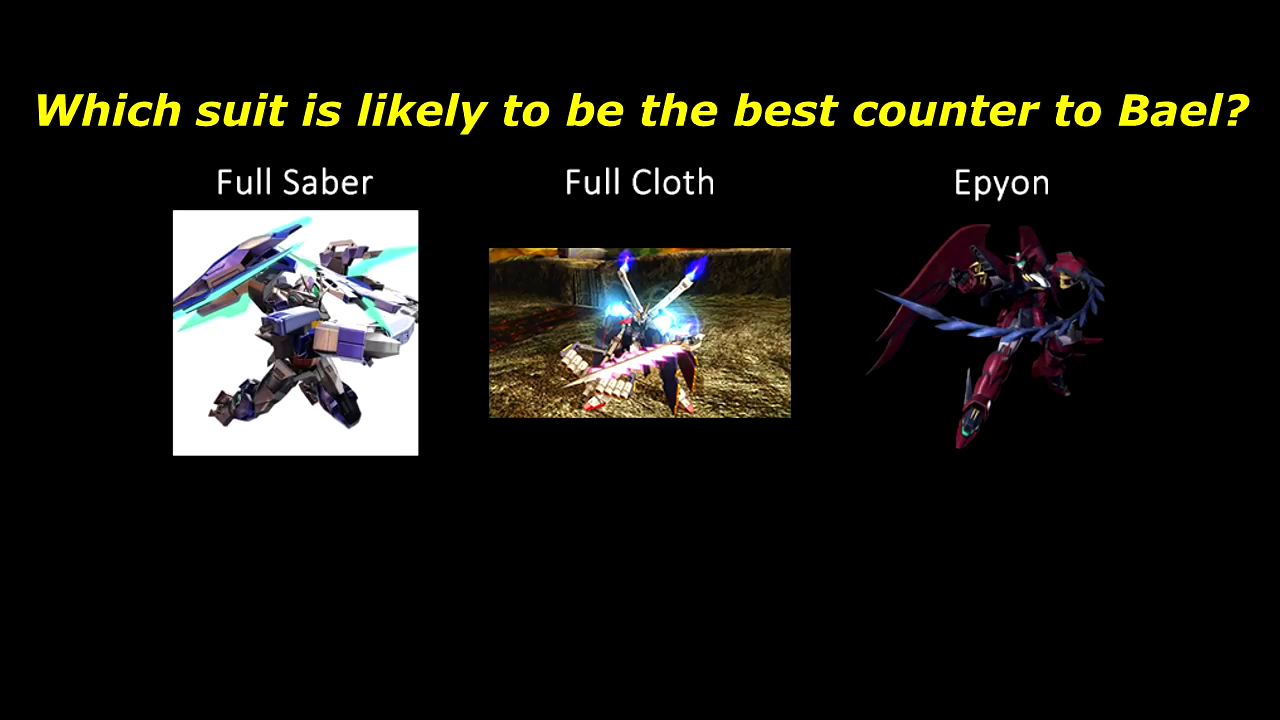 Which suit is likely to be the best counter to Bael?
Full Saber
Full Cloth
Epyon